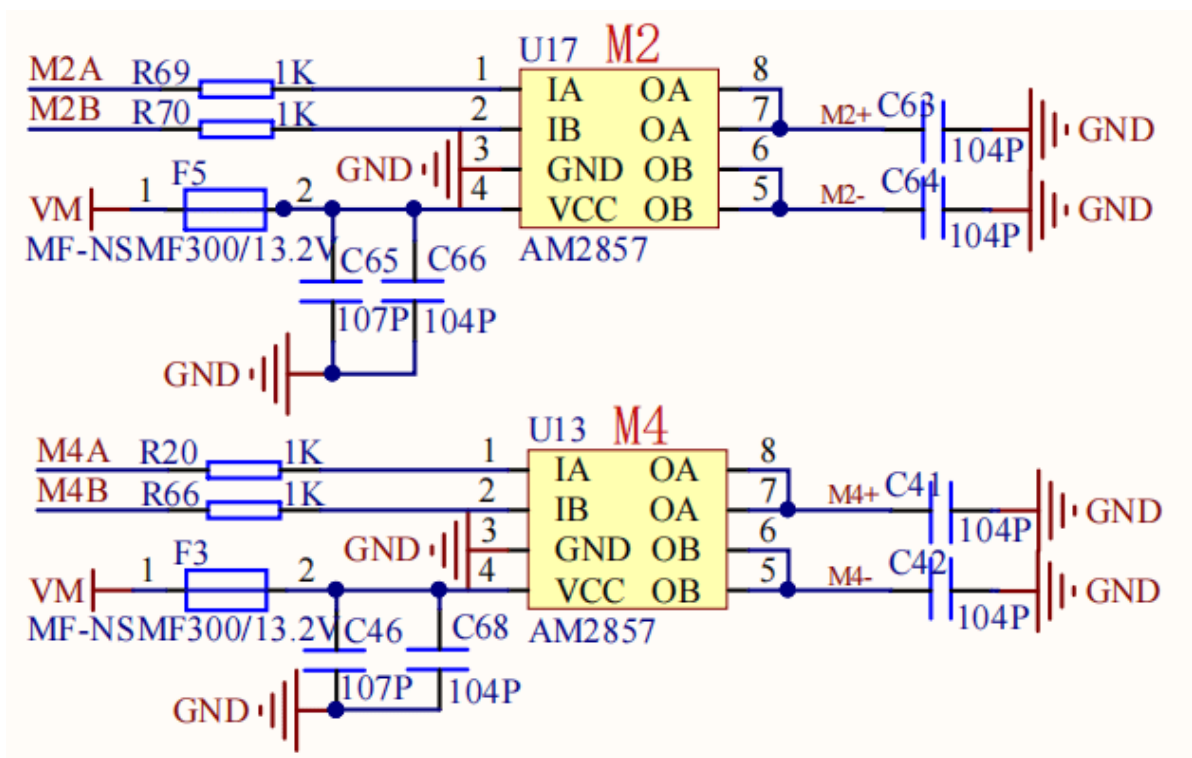 U17 M2
M2A R69 1K 1 IA OA 8
M2B R70 1K 2 IB OA 7 M2+ C63 104P GND
GND 3 GND OB 6
VM 1 F5 2 4 VCC OB 5 M2- C64 104P GND
MF-NSMF300/13.2V AM2857
C65 C66
107P 104P
GND
U13 M4
M4A R20 1K 1 IA OA 8
M4B R66 1K 2 IB OA 7 M4+ C41 104P GND
GND 3 GND OB 6
VM 1 F3 2 4 VCC OB 5 M4- C42 104P GND
MF-NSMF300/13.2V AM2857
C46 C68
107P 104P
GND